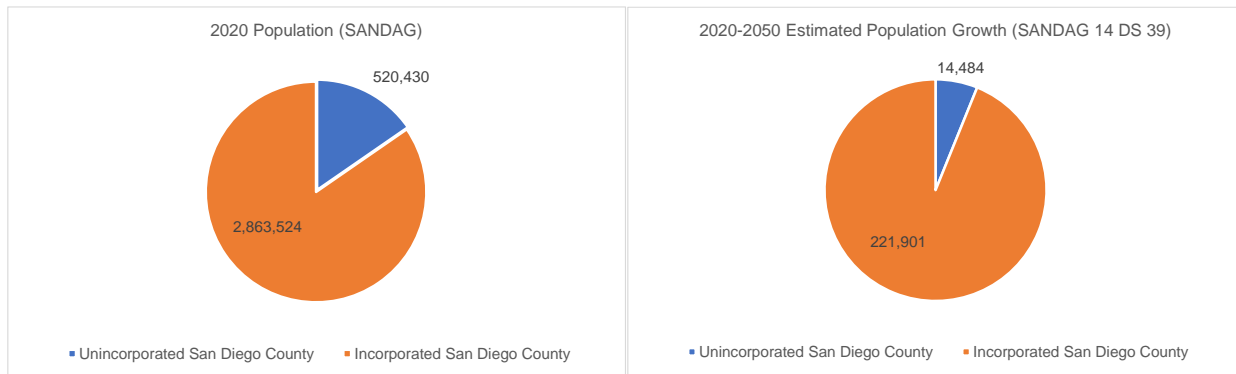 2020 Population (SANDAG)
520,430
2,863,524
Unincorporated San Diego County
Incorporated San Diego County
2020-2050 Estimated Population Growth (SANDAG 14 DS 39)
14,484
221,901
Unincorporated San Diego County
Incorporated San Diego County